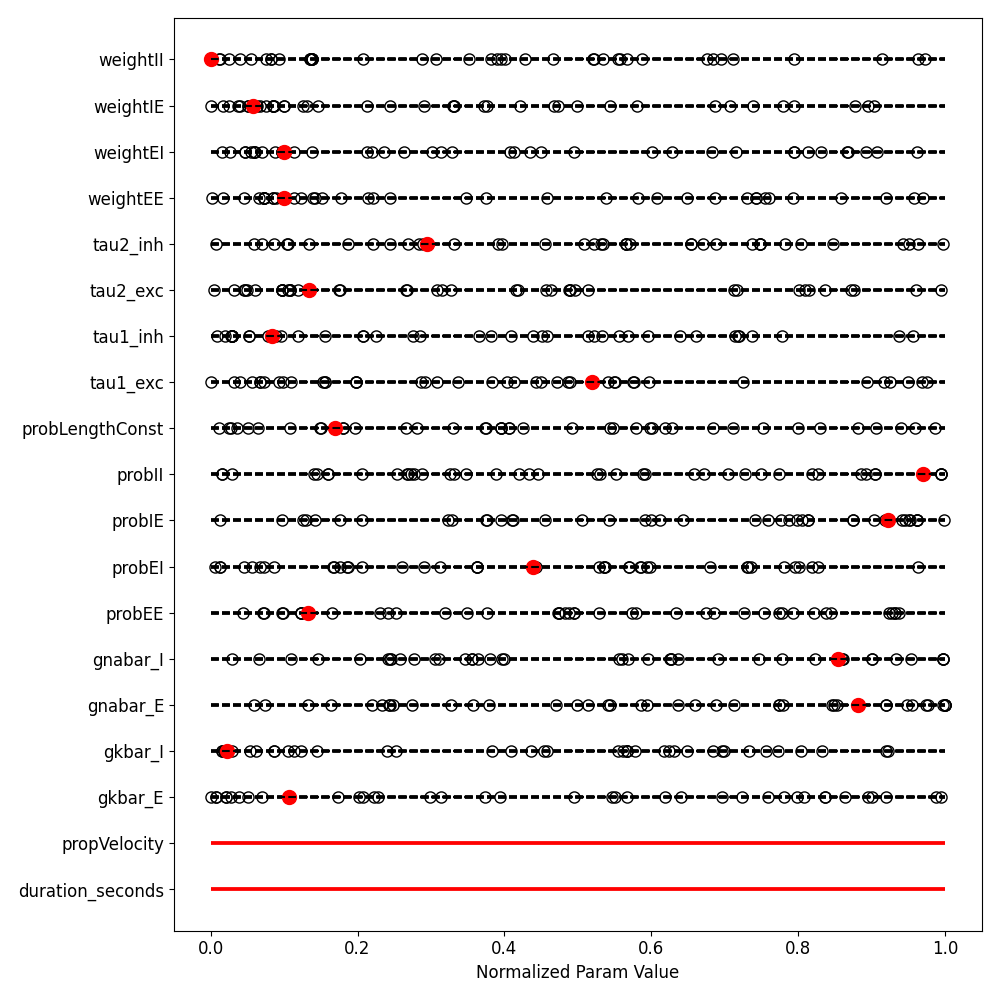 weightII
weightIE
weightEI
weightEE
tau2_inh
tau2_exc
tau1_inh
tau1_exc
probLengthConst
probII
probIE
probEI
probEE
gnabar_I
gnabar_E
gkbar_I
gkbar_E
propVelocity
duration_seconds
0.0 0.2 0.4 0.6 0.8 1.0
Normalized Param Value